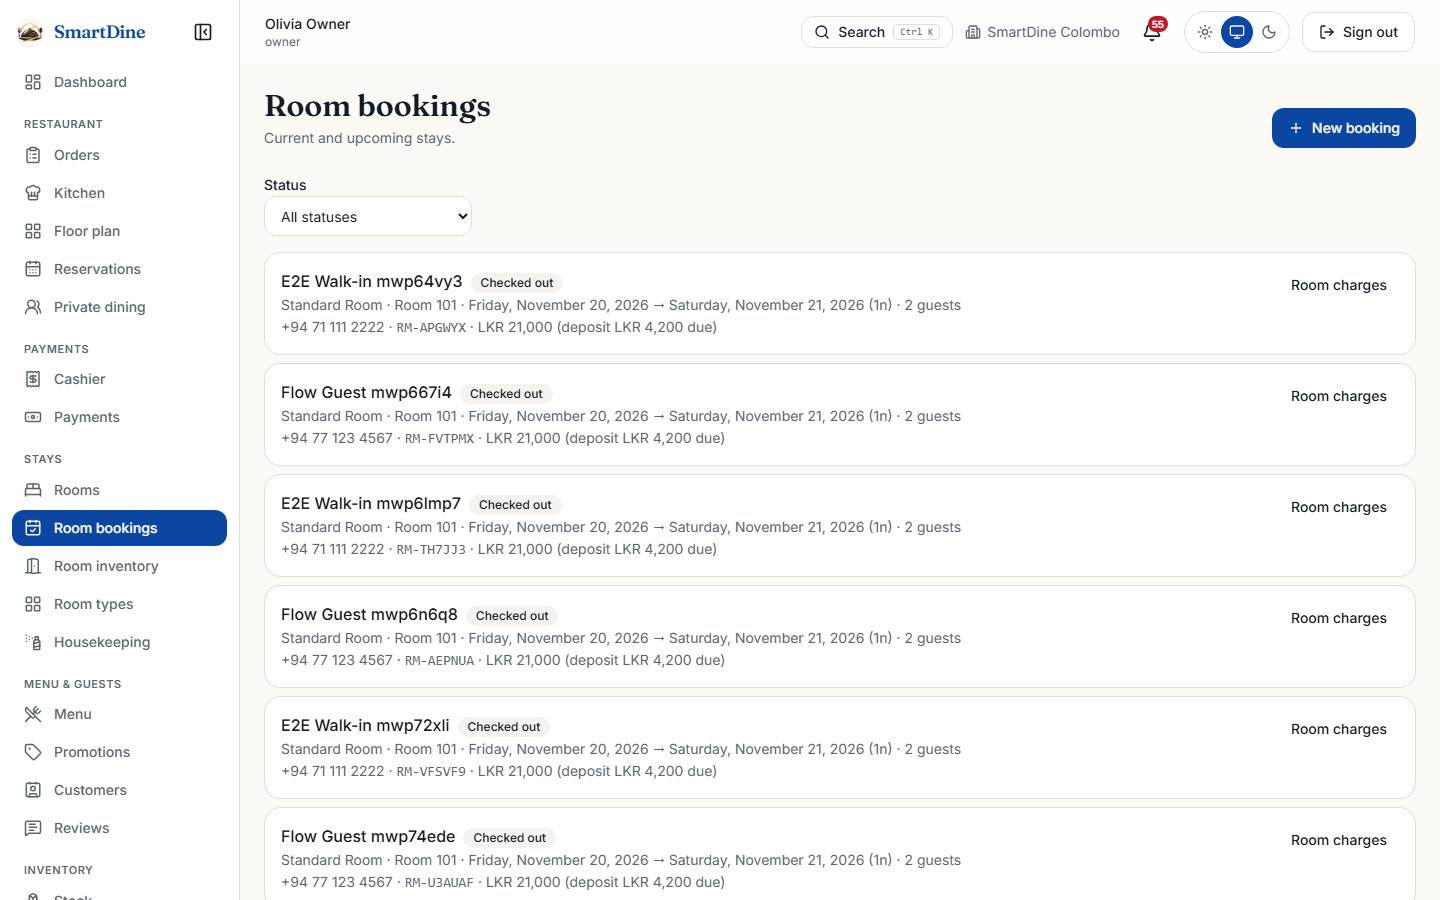 SmartDine
Dashboard
RESTAURANT
Orders
Kitchen
Floor plan
Reservations
Private dining
PAYMENTS
Cashier
Payments
STAYS
Rooms
Room bookings
Room inventory
Room types
Housekeeping
MENU & GUESTS
Menu
Promotions
Customers
Reviews
INVENTORY
Stock
Olivia Owner
owner
Search Ctrl K
SmartDine Colombo
55
Sign out
Room bookings
Current and upcoming stays.
New booking
Status
All statuses
E2E Walk-in mwp64vy3 Checked out
Room charges
Standard Room · Room 101 · Friday, November 20, 2026 → Saturday, November 21, 2026 (1n) · 2 guests
+94 71 111 2222 · RM-APGWYX · LKR 21,000 (deposit LKR 4,200 due)
Flow Guest mwp667i4 Checked out
Room charges
Standard Room · Room 101 · Friday, November 20, 2026 → Saturday, November 21, 2026 (1n) · 2 guests
+94 77 123 4567 · RM-FVTPMX · LKR 21,000 (deposit LKR 4,200 due)
E2E Walk-in mwp6lmp7 Checked out
Room charges
Standard Room · Room 101 · Friday, November 20, 2026 → Saturday, November 21, 2026 (1n) · 2 guests
+94 71 111 2222 · RM-TH7JJ3 · LKR 21,000 (deposit LKR 4,200 due)
Flow Guest mwp6n6q8 Checked out
Room charges
Standard Room · Room 101 · Friday, November 20, 2026 → Saturday, November 21, 2026 (1n) · 2 guests
+94 77 123 4567 · RM-AEPNUA · LKR 21,000 (deposit LKR 4,200 due)
E2E Walk-in mwp72xli Checked out
Room charges
Standard Room · Room 101 · Friday, November 20, 2026 → Saturday, November 21, 2026 (1n) · 2 guests
+94 71 111 2222 · RM-VFSVF9 · LKR 21,000 (deposit LKR 4,200 due)
Flow Guest mwp74ede Checked out
Room charges
Standard Room · Room 101 · Friday, November 20, 2026 → Saturday, November 21, 2026 (1n) · 2 guests
+94 77 123 4567 · RM-U3AUAF · LKR 21,000 (deposit LKR 4,200 due)